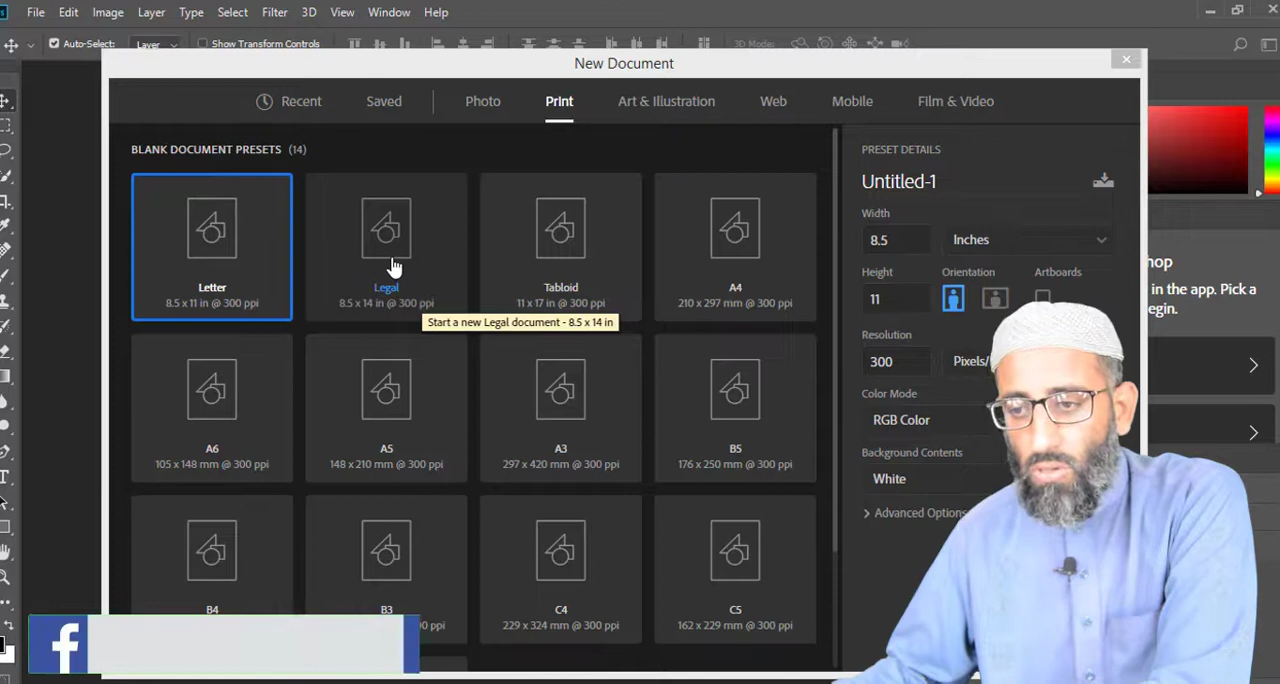 File Edit Image Layer Type Select Filter 3D View Window Help
Auto-Select: Layer Show Transform Controls 3D Mode:
New Document
Recent Saved Photo Print Art & Illustration Web Mobile Film & Video
BLANK DOCUMENT PRESETS (14)
Letter
8.5 x 11 in @ 300 ppi
Legal
8.5 x 14 in @ 300 ppi
Tabloid
11 x 17 in @ 300 ppi
A4
210 x 297 mm @ 300 ppi
Start a new Legal document - 8.5 x 14 in
A6
105 x 148 mm @ 300 ppi
A5
148 x 210 mm @ 300 ppi
A3
297 x 420 mm @ 300 ppi
B5
176 x 250 mm @ 300 ppi
B4
B3
00 ppi
C4
229 x 324 mm @ 300 ppi
C5
162 x 229 mm @ 300 ppi
PRESET DETAILS
Untitled-1
Width
8.5 Inches
Height Orientation Artboards
11
Resolution
300 Pixels/
Color Mode
RGB Color
Background Contents
White
Advanced Options
hop
in the app. Pick a
egin.
f